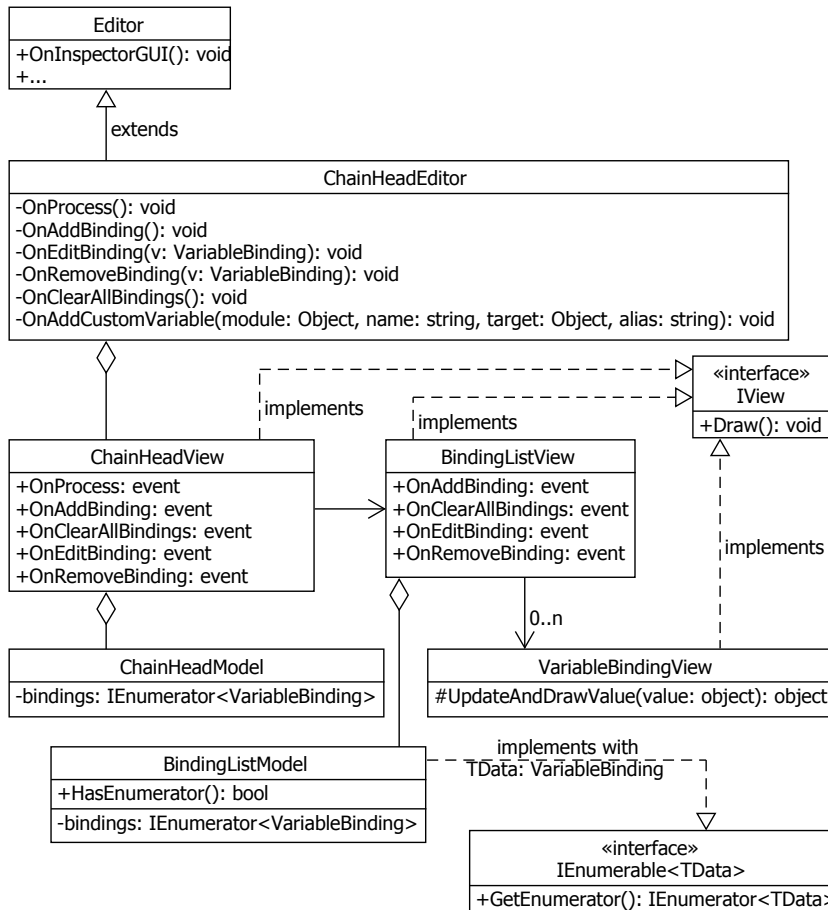 Editor
+OnInspectorGUI(): void
+...
extends
ChainHeadEditor
-OnProcess(): void
-OnAddBinding(): void
-OnEditBinding(v: VariableBinding): void
-OnRemoveBinding(v: VariableBinding): void
-OnClearAllBindings(): void
-OnAddCustomVariable(module: Object, name: string, target: Object, alias: string): void
«interface»
IView
+Draw(): void
implements
implements
ChainHeadView
+OnProcess: event
+OnAddBinding: event
+OnClearAllBindings: event
+OnEditBinding: event
+OnRemoveBinding: event
BindingListView
+OnAddBinding: event
+OnClearAllBindings: event
+OnEditBinding: event
+OnRemoveBinding: event
implements
0..n
ChainHeadModel
-bindings: IEnumerator<VariableBinding>
VariableBindingView
#UpdateAndDrawValue(value: object): object
BindingListModel
+HasEnumerator(): bool
-bindings: IEnumerator<VariableBinding>
implements with
TData: VariableBinding
«interface»
IEnumerable<TData>
+GetEnumerator(): IEnumerator<TData>